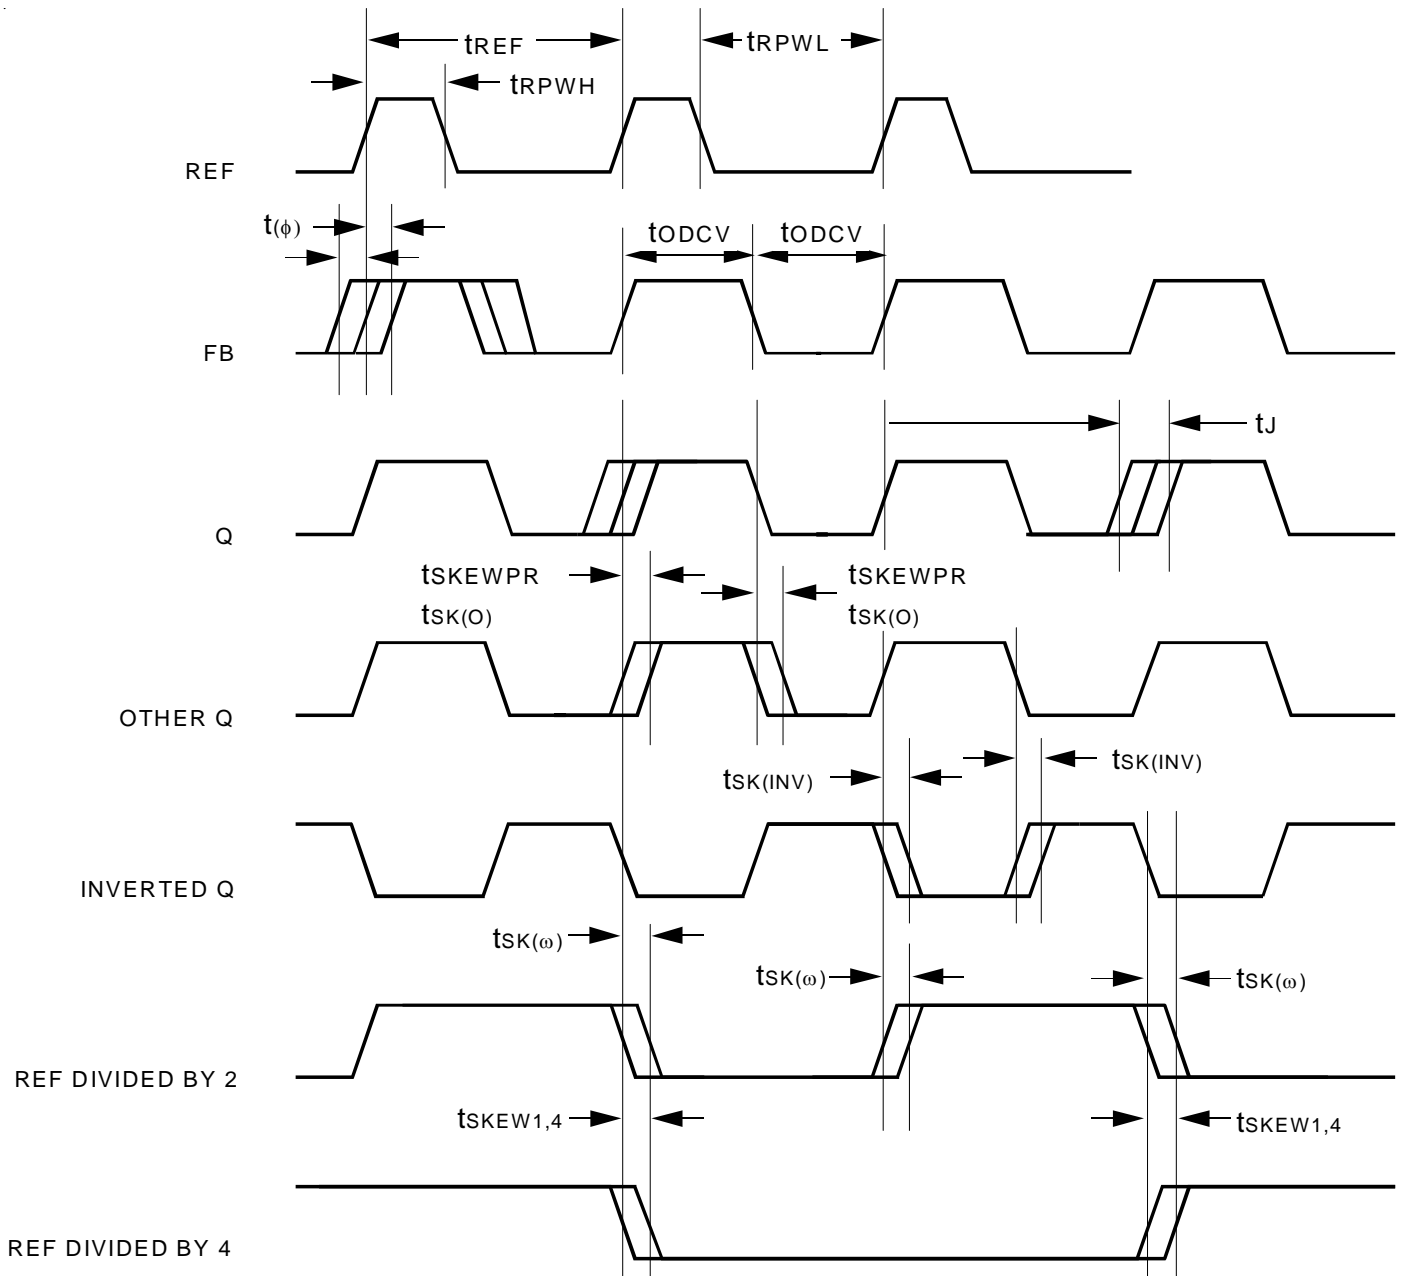 tREF
tRPWL
tRPWH
REF
t(ϕ)
tODCV
tODCV
FB
tJ
Q
tSKEWPR
tSK(O)
tSKEWPR
tSK(O)
OTHER Q
tSK(INV)
tSK(INV)
INVERTED Q
tSK(ω)
tSK(ω)
tSK(ω)
REF DIVIDED BY 2
tSKEW1,4
tSKEW1,4
REF DIVIDED BY 4